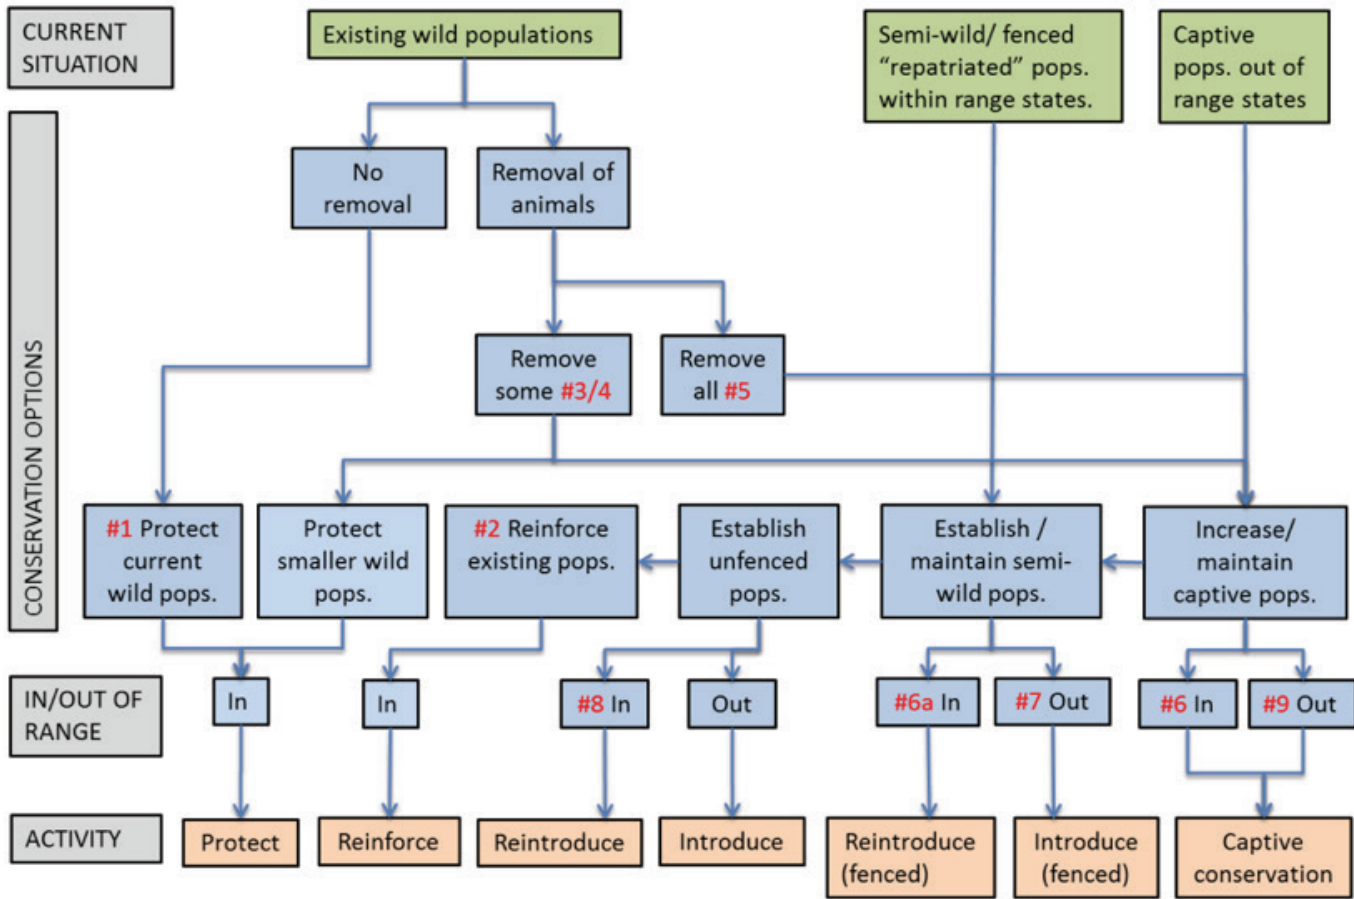 CURRENT
SITUATION
Existing wild populations
Semi-wild/ fenced
“repatriated” pops.
within range states.
Captive
pops. out of
range states
CONSERVATION OPTIONS
No
removal
Removal of
animals
Remove
some #3/4
Remove
all #5
#1 Protect
current
wild pops.
Protect
smaller wild
pops.
#2 Reinforce
existing pops.
Establish
unfenced
pops.
Establish /
maintain semi-
wild pops.
Increase/
maintain
captive pops.
IN/OUT OF
RANGE
In
In
#8 In
Out
#6a In
#7 Out
#6 In
#9 Out
ACTIVITY
Protect
Reinforce
Reintroduce
Introduce
Reintroduce
(fenced)
Introduce
(fenced)
Captive
conservation